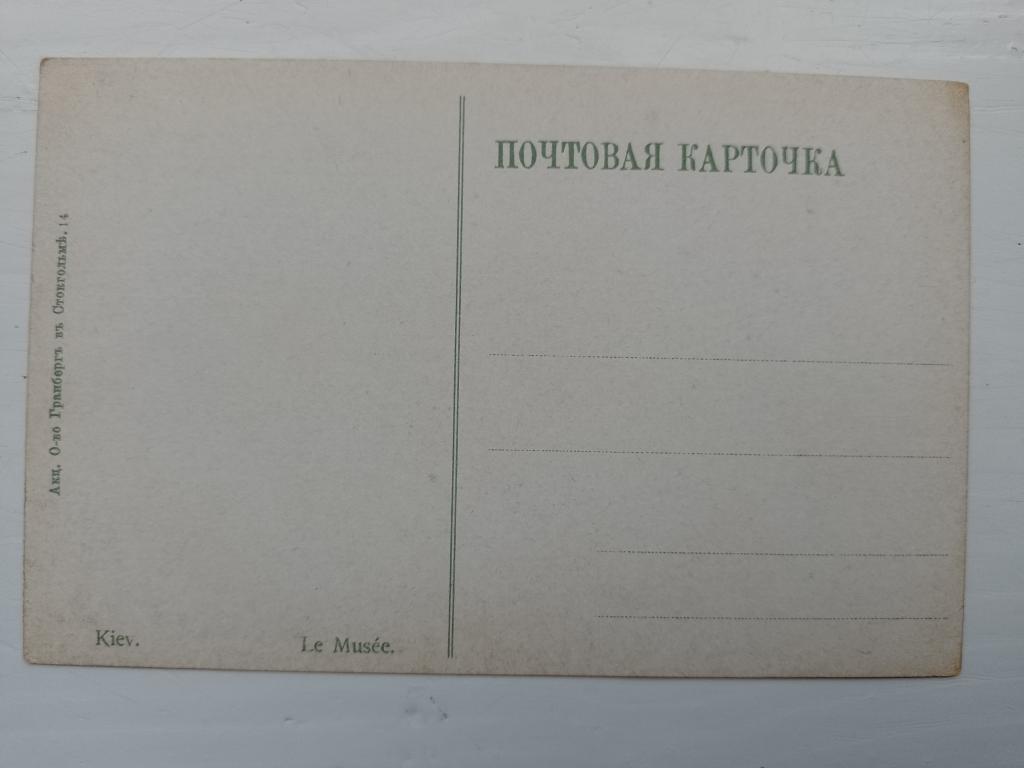 ПОЧТОВАЯ КАРТОЧКА
Акц. О-во Гранбергъ въ Стокгольмѣ. 14
Kiev. Le Musée.